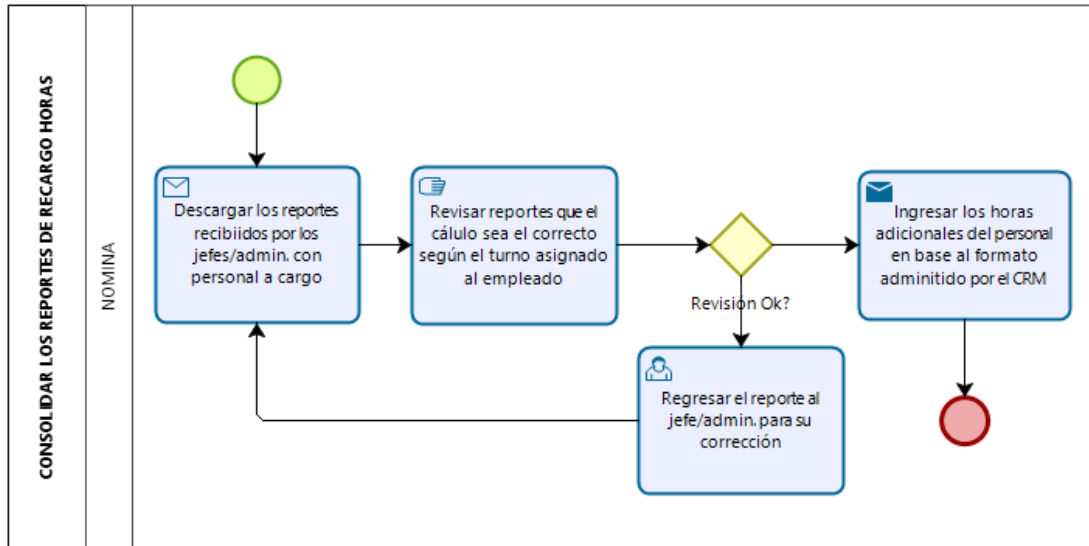 CONSOLIDAR LOS REPORTES DE RECARGO HORAS
NOMINA
Descargar los reportes
recibiidos por los
jefes/admin. con
personal a cargo
Revisar reportes que el
cálulo sea el correcto
según el turno asignado
al empleado
Revisión Ok?
Ingresar los horas
adicionales del personal
en base al formato
adminitido por el CRM
Regresar el reporte al
jefe/admin. para su
corrección